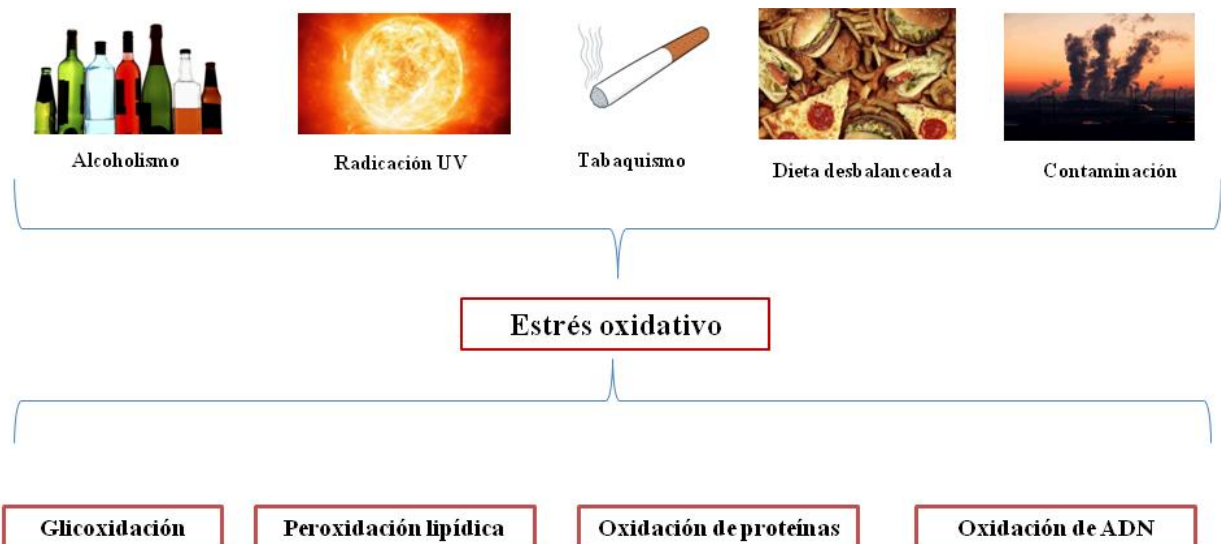 Alcoholismo
Radicación UV
Tabaquismo
Dieta desbalanceada
Contaminación
Estrés oxidativo
Glicoxidación
Peroxidación lipídica
Oxidación de proteínas
Oxidación de ADN